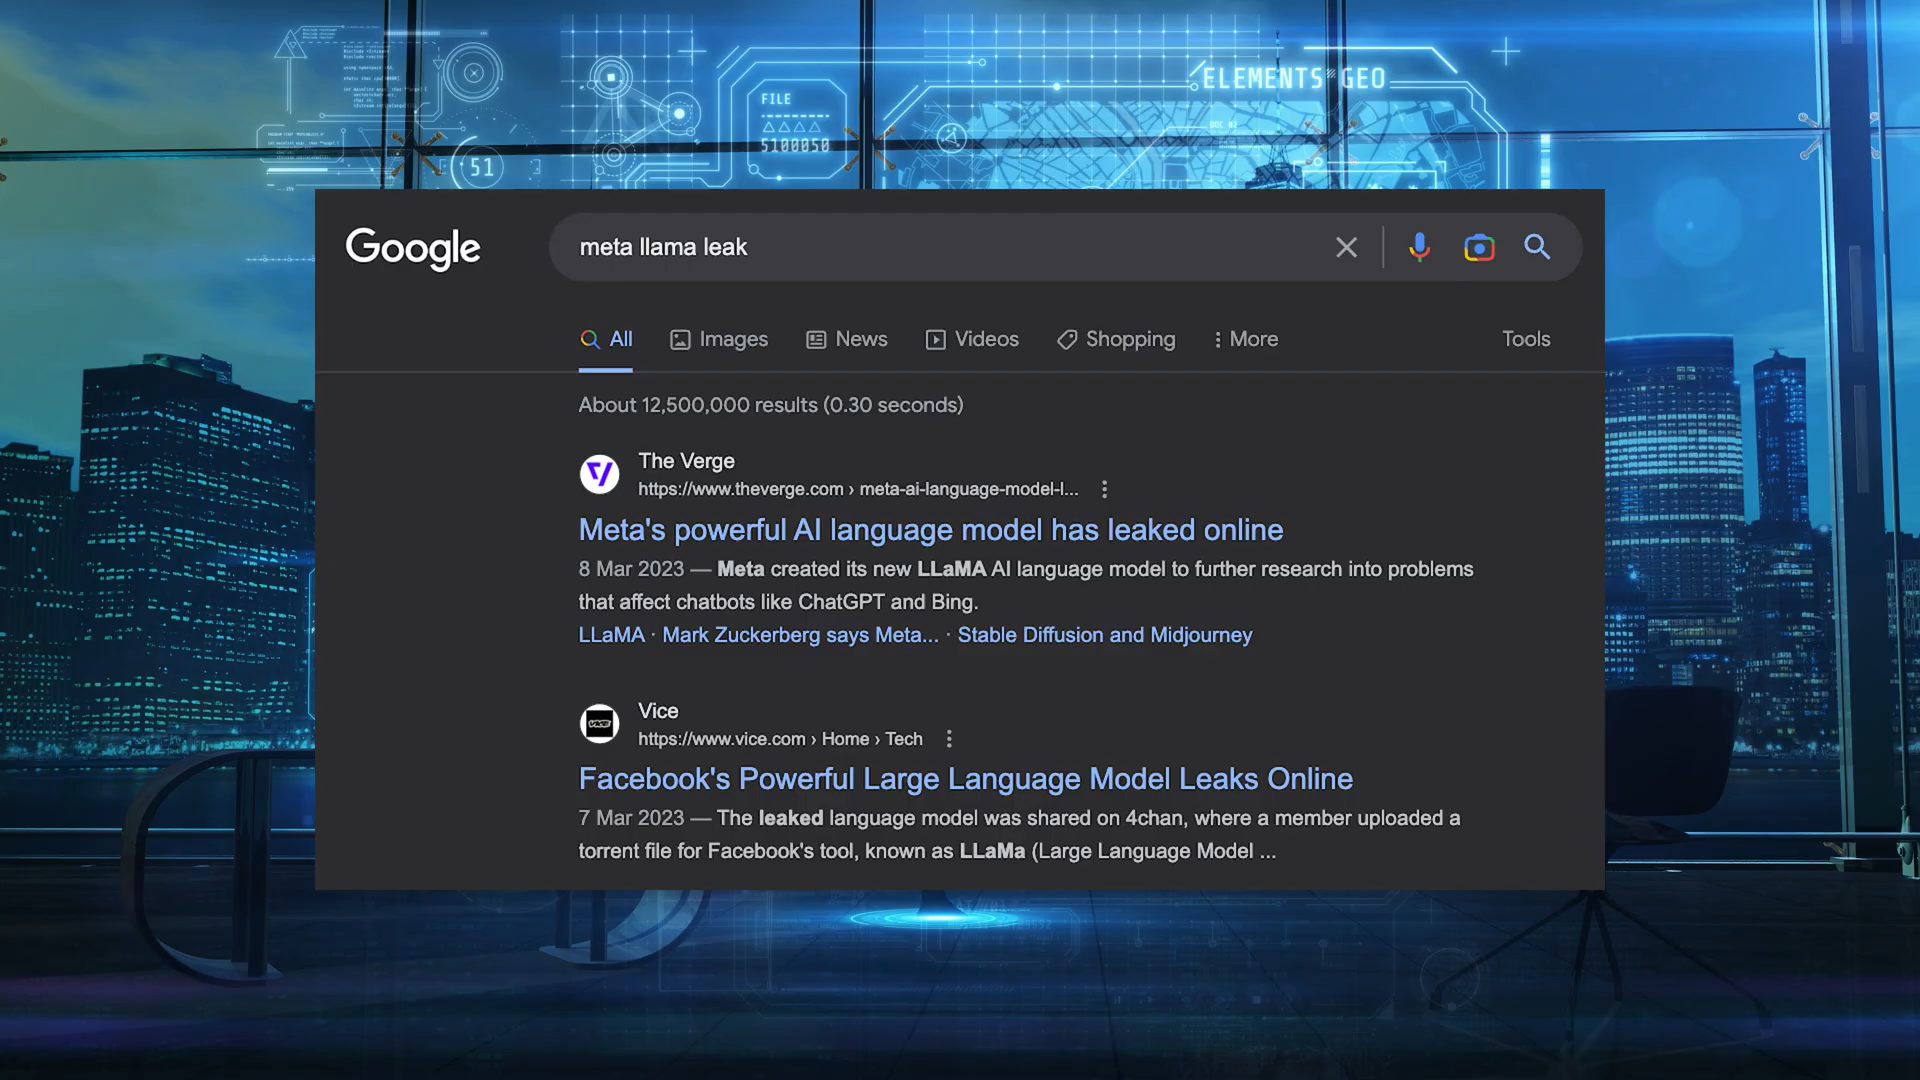 ELEMENTS GEO
FILE
5100050
51
Google
meta llama leak
All
Images
News
Videos
Shopping
More
Tools
About 12,500,000 results (0.30 seconds)
The Verge
https://www.theverge.com › meta-ai-language-model-l...
Meta's powerful AI language model has leaked online
8 Mar 2023 — Meta created its new LLaMA AI language model to further research into problems
that affect chatbots like ChatGPT and Bing.
LLaMA · Mark Zuckerberg says Meta... · Stable Diffusion and Midjourney
VICE
Vice
https://www.vice.com › Home › Tech
Facebook's Powerful Large Language Model Leaks Online
7 Mar 2023 — The leaked language model was shared on 4chan, where a member uploaded a
torrent file for Facebook's tool, known as LLaMa (Large Language Model ...